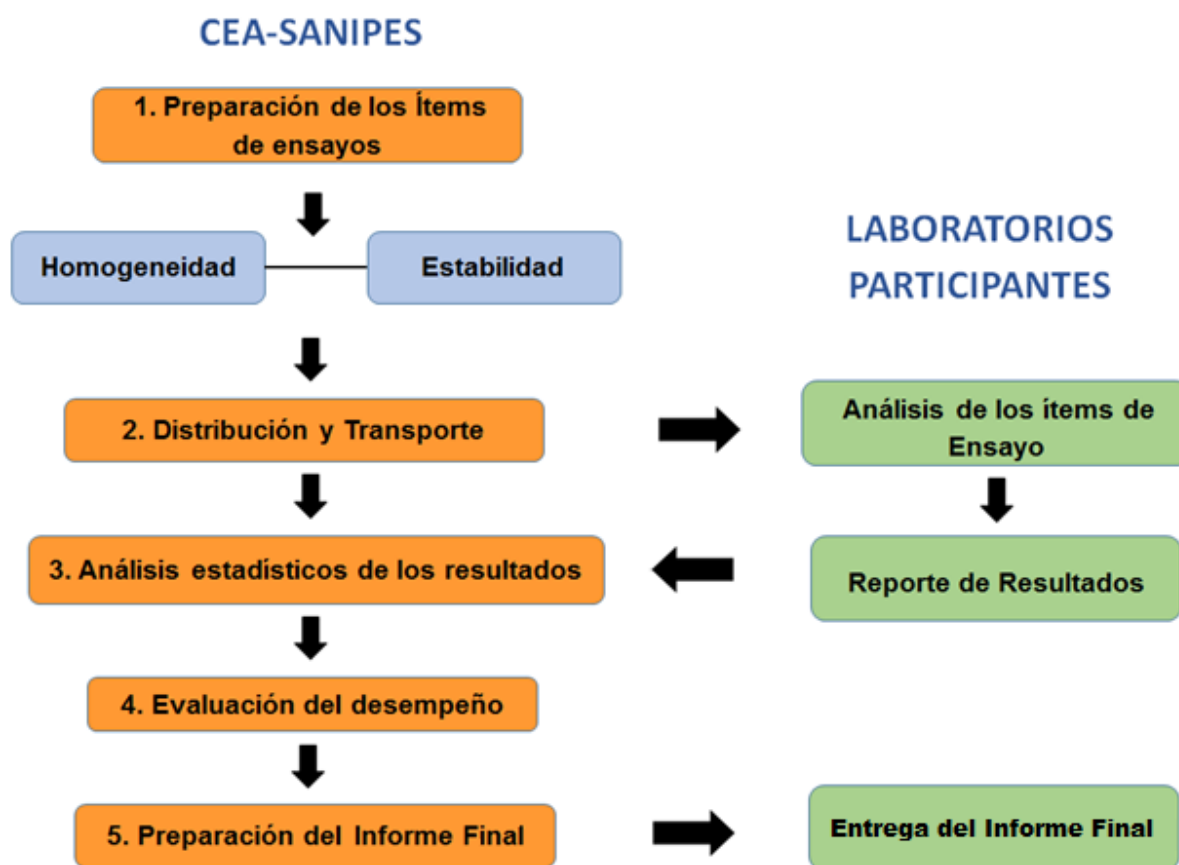 CEA-SANIPES
1. Preparación de los Ítems
de ensayos
Homogeneidad
Estabilidad
LABORATORIOS
PARTICIPANTES
2. Distribución y Transporte
Análisis de los ítems de
Ensayo
3. Análisis estadísticos de los resultados
Reporte de Resultados
4. Evaluación del desempeño
5. Preparación del Informe Final
Entrega del Informe Final